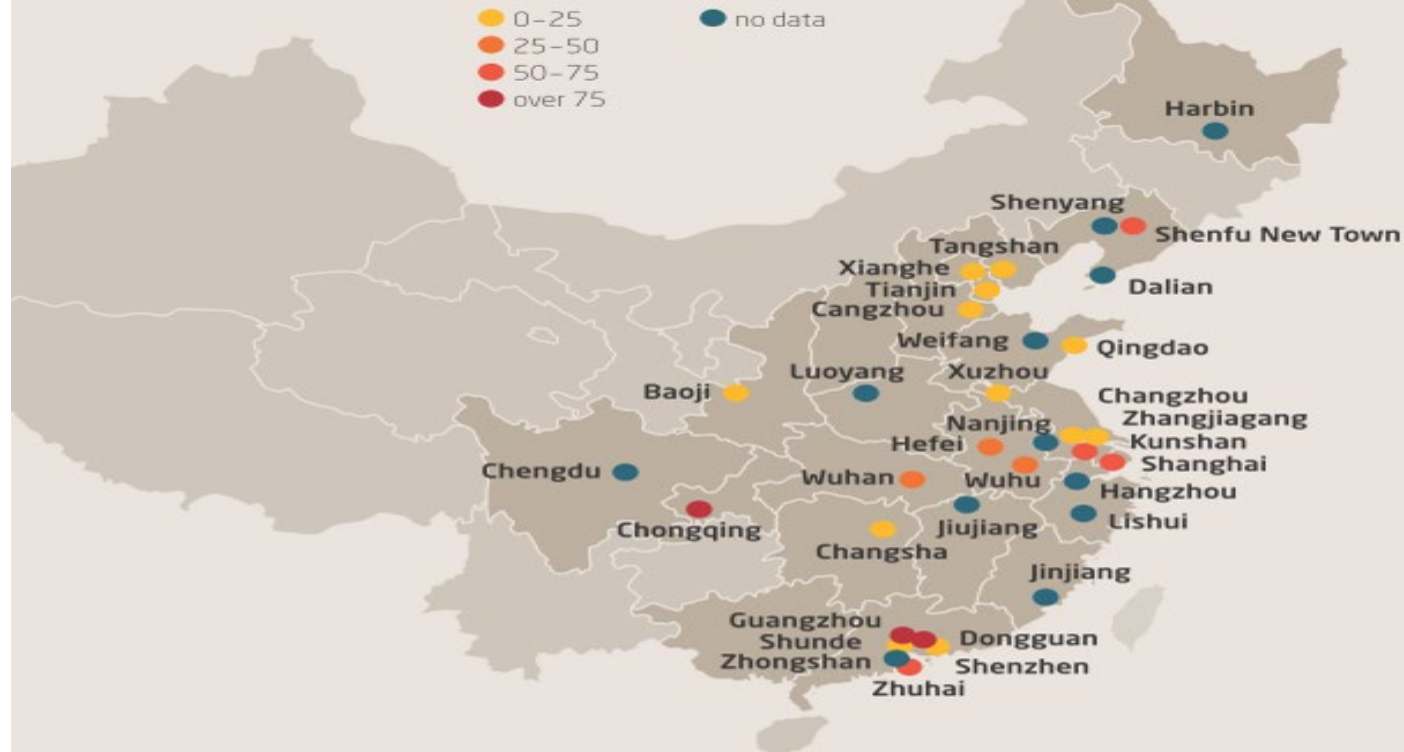 0-25
no data
25-50
50-75
over 75
Harbin
Shenyang
Shenfu New Town
Tangshan
Xianghe
Tianjin
Dalian
Cangzhou
Weifang
Qingdao
Luoyang
Xuzhou
Baoji
Changzhou
Zhangjiagang
Nanjing
Kunshan
Hefei
Shanghai
Chengdu
Wuhan
Wuhu
Hangzhou
Lishui
Chongqing
Jiujiang
Changsha
Jinjiang
Guangzhou
Dongguan
Shunde
Zhongshan
Shenzhen
Zhuhai